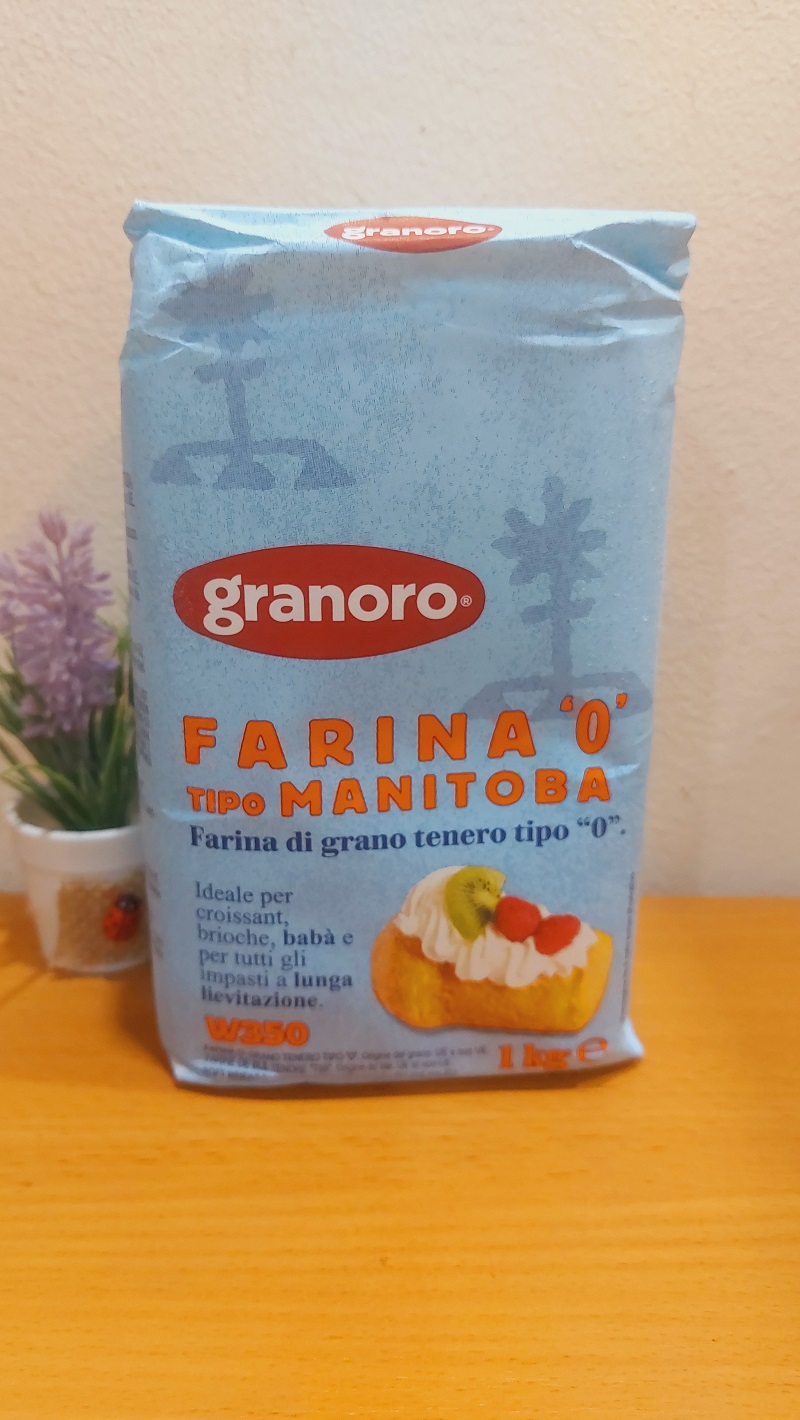 granoro
granoro®
FARINA ‘0’
TIPO MANITOBA
Farina di grano tenero tipo “0”.
Ideale per
croissant,
brioche, babà e
per tutti gli
impasti a lunga
lievitazione.
W350
1 kg e